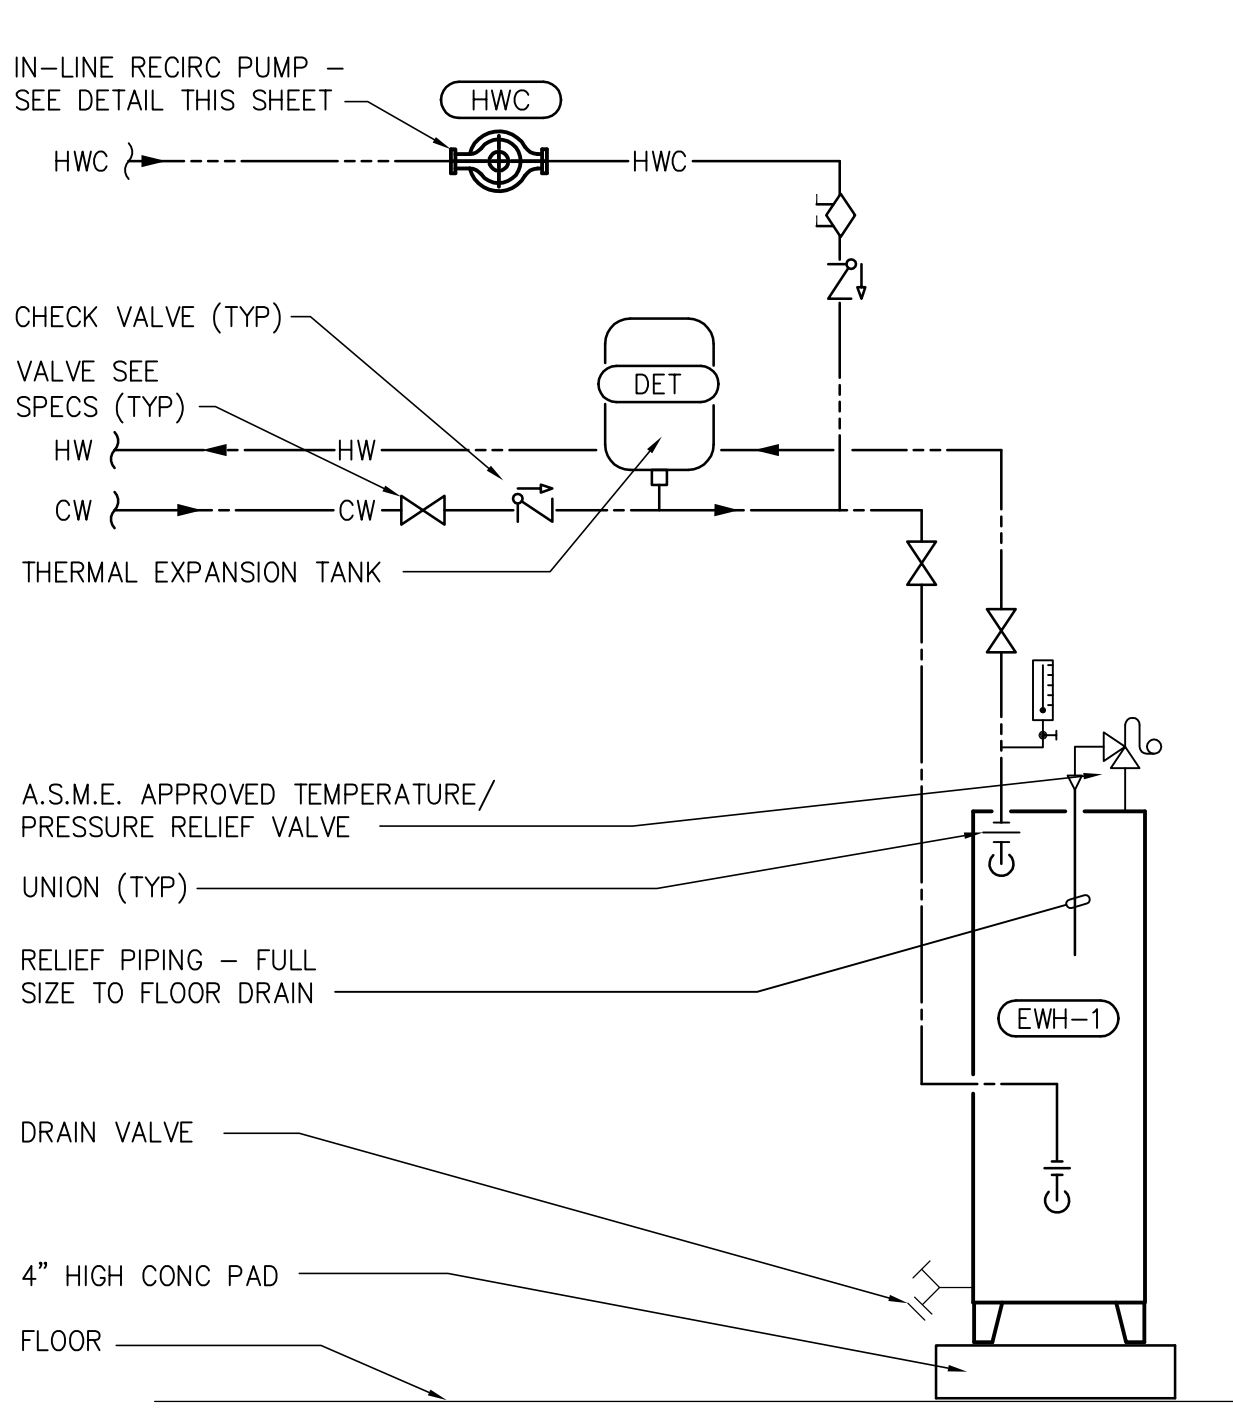 IN-LINE RECIRC PUMP -
SEE DETAIL THIS SHEET
HWC
HWC
HWC
CHECK VALVE (TYP)
VALVE SEE
SPECS (TYP)
DET
HW
HW
CW
CW
THERMAL EXPANSION TANK
A.S.M.E. APPROVED TEMPERATURE/
PRESSURE RELIEF VALVE
UNION (TYP)
RELIEF PIPING - FULL
SIZE TO FLOOR DRAIN
EWH-1
DRAIN VALVE
4" HIGH CONC PAD
FLOOR